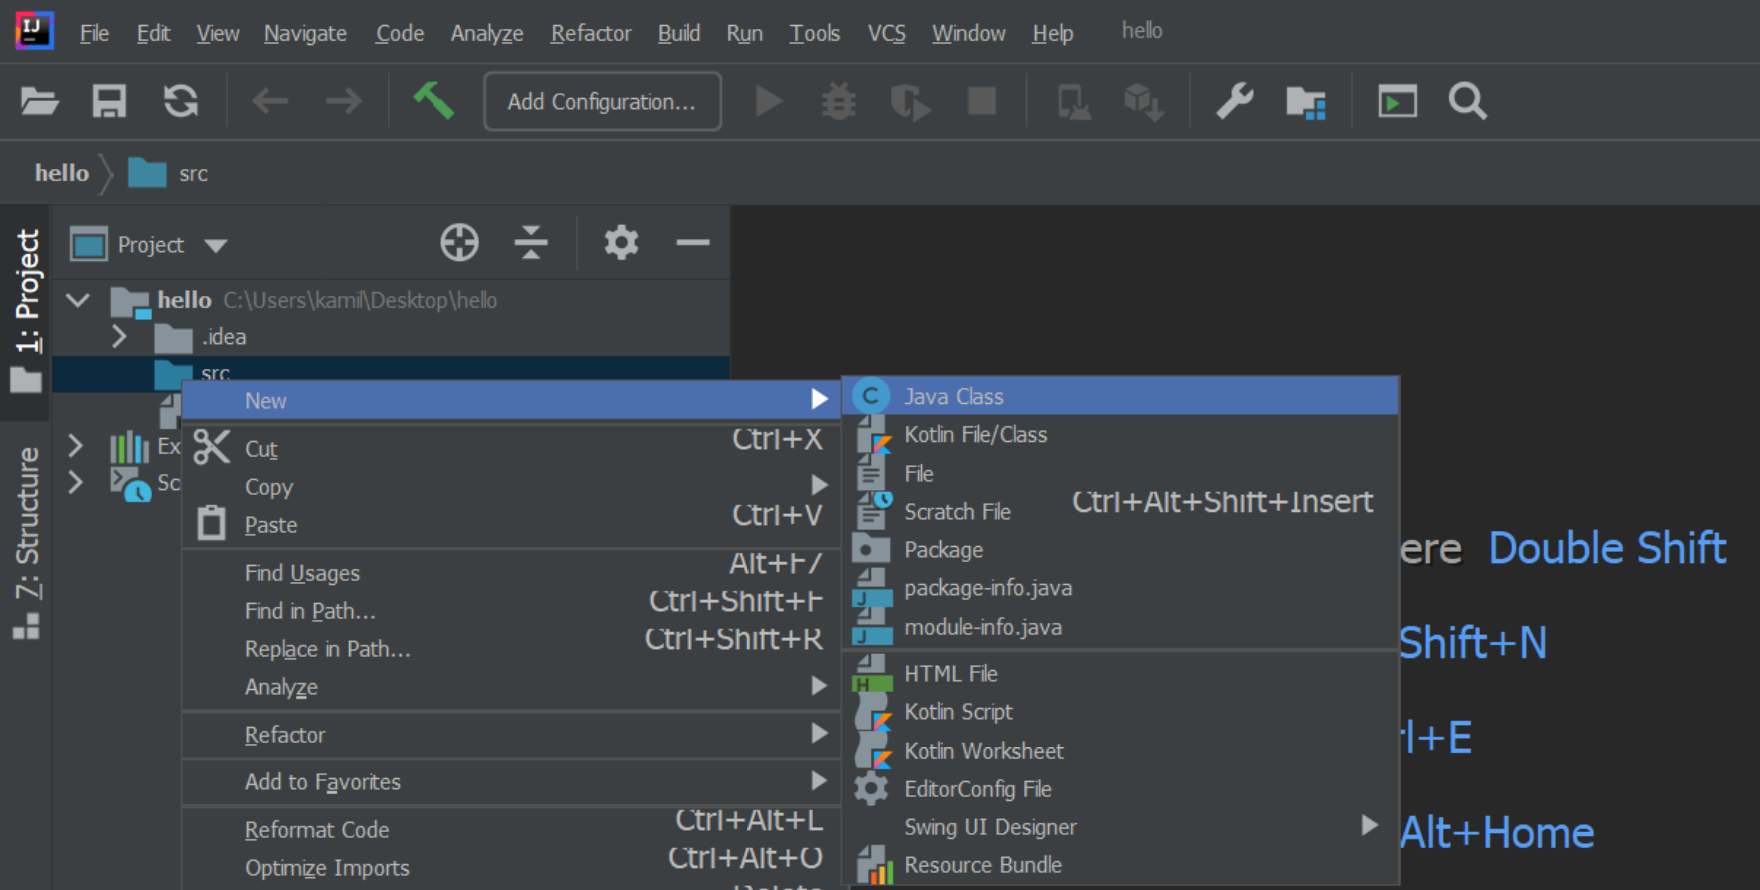 IJ
File Edit View Navigate Code Analyze Refactor Build Run Tools VCS Window Help hello
Add Configuration...
hello src
1: Project
7: Structure
Project
hello C:\Users\kamil\Desktop\hello
.idea
src
Ex
Sc
New
Cut Ctrl+X
Copy
Paste Ctrl+V
Find Usages Alt+F7
Find in Path... Ctrl+Shift+F
Replace in Path... Ctrl+Shift+R
Analyze
Refactor
Add to Favorites
Reformat Code Ctrl+Alt+L
Optimize Imports Ctrl+Alt+O
Delete
C Java Class
Kotlin File/Class
File
Scratch File Ctrl+Alt+Shift+Insert
Package
J package-info.java
J module-info.java
H HTML File
Kotlin Script
Kotlin Worksheet
EditorConfig File
Swing UI Designer
Resource Bundle
ere Double Shift
Shift+N
rl+E
Alt+Home